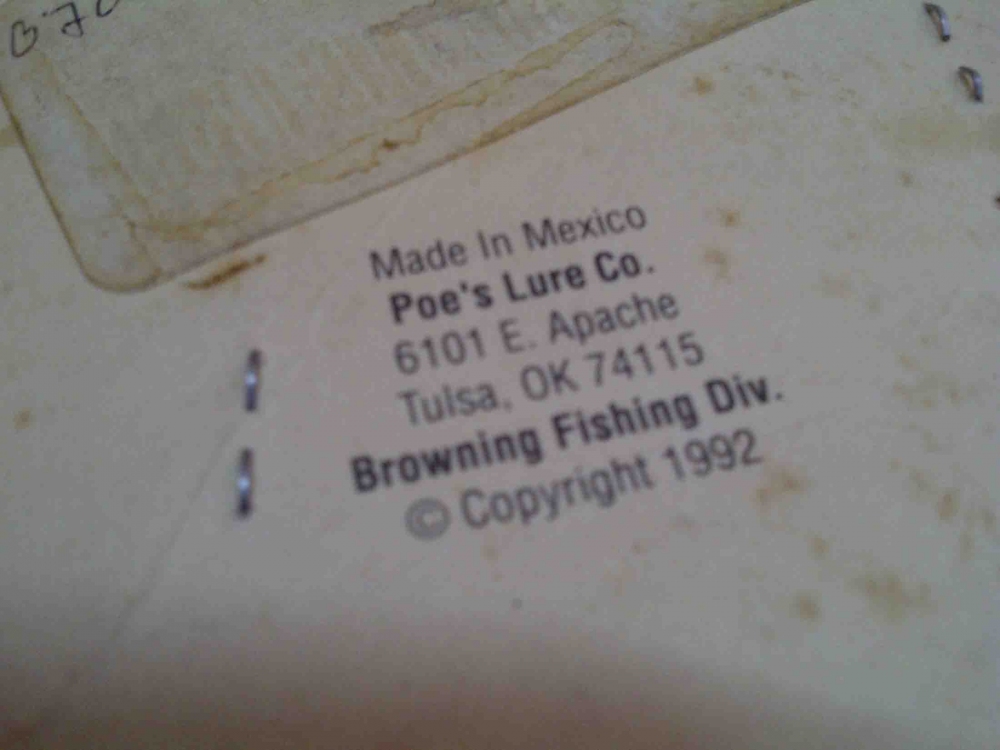 Made In Mexico
Poe's Lure Co.
6101 E. Apache
Tulsa, OK 74115
Browning Fishing Div.
© Copyright 1992